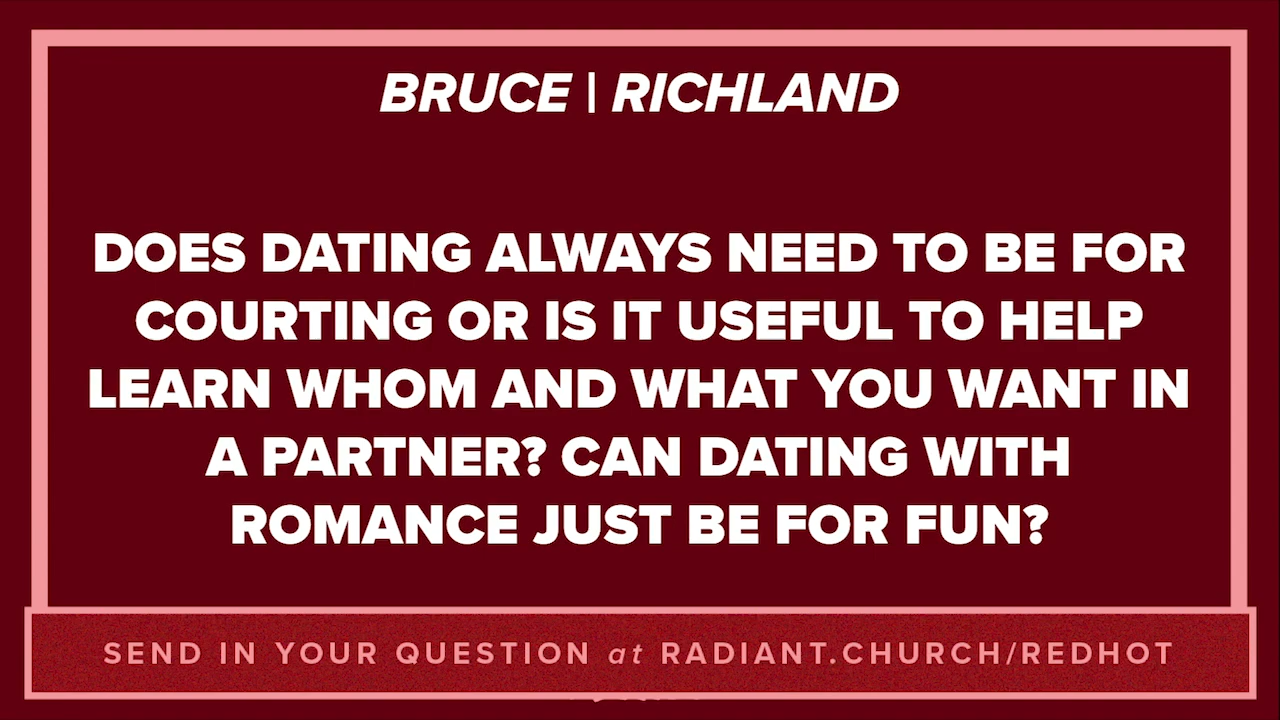 BRUCE | RICHLAND
DOES DATING ALWAYS NEED TO BE FOR
COURTING OR IS IT USEFUL TO HELP
LEARN WHOM AND WHAT YOU WANT IN
A PARTNER? CAN DATING WITH
ROMANCE JUST BE FOR FUN?
SEND IN YOUR QUESTION at RADIANT.CHURCH/REDHOT